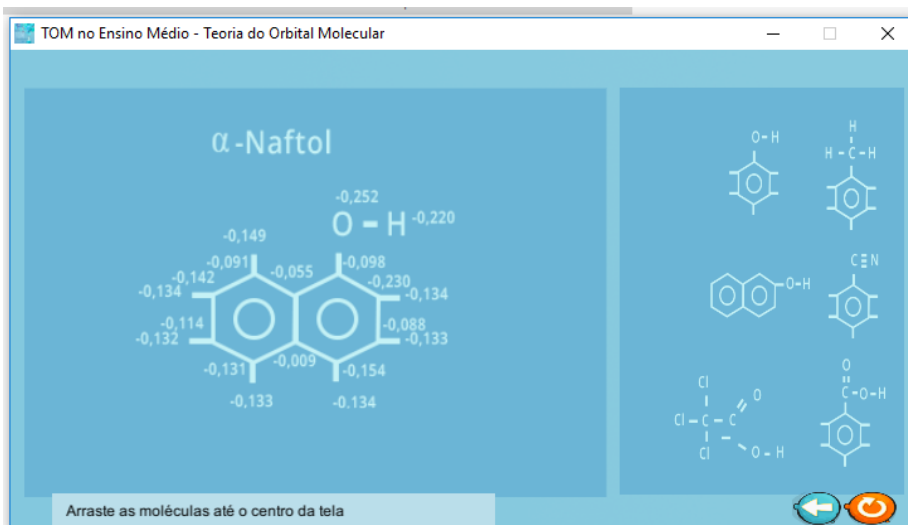 TOM no Ensino Médio - Teoria do Orbital Molecular
α-Naftol
-0,252
O - H -0,220
-0,149
-0,091
-0,055
-0,098
-0,142
-0,230
-0,134
-0,134
-0,114
-0,088
-0,132
-0,133
-0,131
-0,009
-0,154
-0,133
-0.134
O-H
H
H-C-H
O-H
C≡N
Cl
O
Cl-C-C
Cl
O-H
O
C-O-H
Arraste as moléculas até o centro da tela